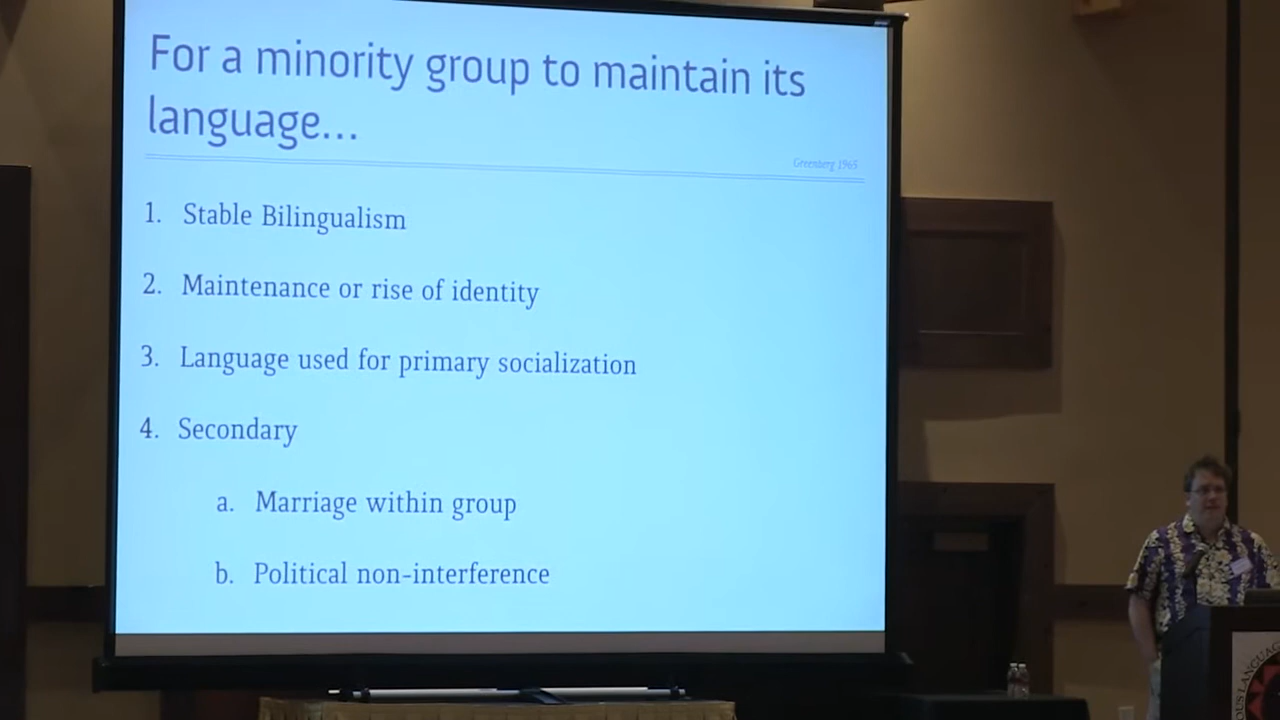 For a minority group to maintain its
language...
Greenberg 1965
1. Stable Bilingualism
2. Maintenance or rise of identity
3. Language used for primary socialization
4. Secondary
a. Marriage within group
b. Political non-interference